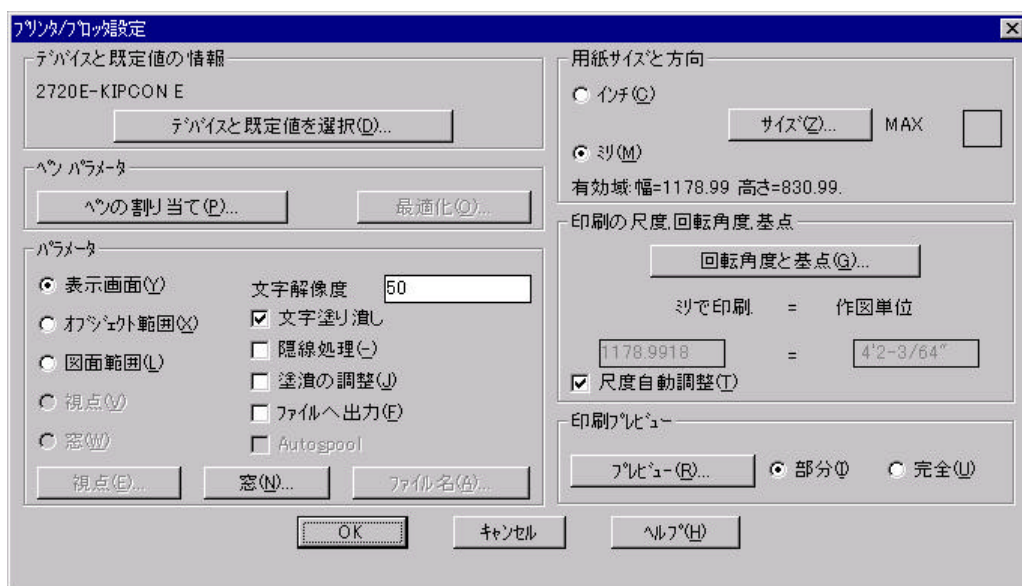 プリンタ/プロッタ設定
デバイスと既定値の情報
2720E-KIPCON E
デバイスと既定値を選択(D)...
ペン パラメータ
ペンの割り当て(P)...
最適化(O)...
パラメータ
表示画面(Y)
オブジェクト範囲(X)
図面範囲(L)
視点(V)
窓(W)
文字解像度 50
文字塗り潰し
隠線処理(-)
塗潰の調整(J)
ファイルへ出力(F)
Autospool
視点(E)...
窓(N)...
ファイル名(A)...
用紙サイズと方向
インチ(C)
サイズ(Z)... MAX
ミリ(M)
有効域:幅=1178.99 高さ=830.99.
印刷の尺度,回転角度,基点
回転角度と基点(G)...
ミリで印刷. = 作図単位
1178.9918 = 4'2-3/64"
尺度自動調整(T)
印刷プレビュー
プレビュー(R)...
部分(I)
完全(U)
OK
キャンセル
ヘルプ(H)